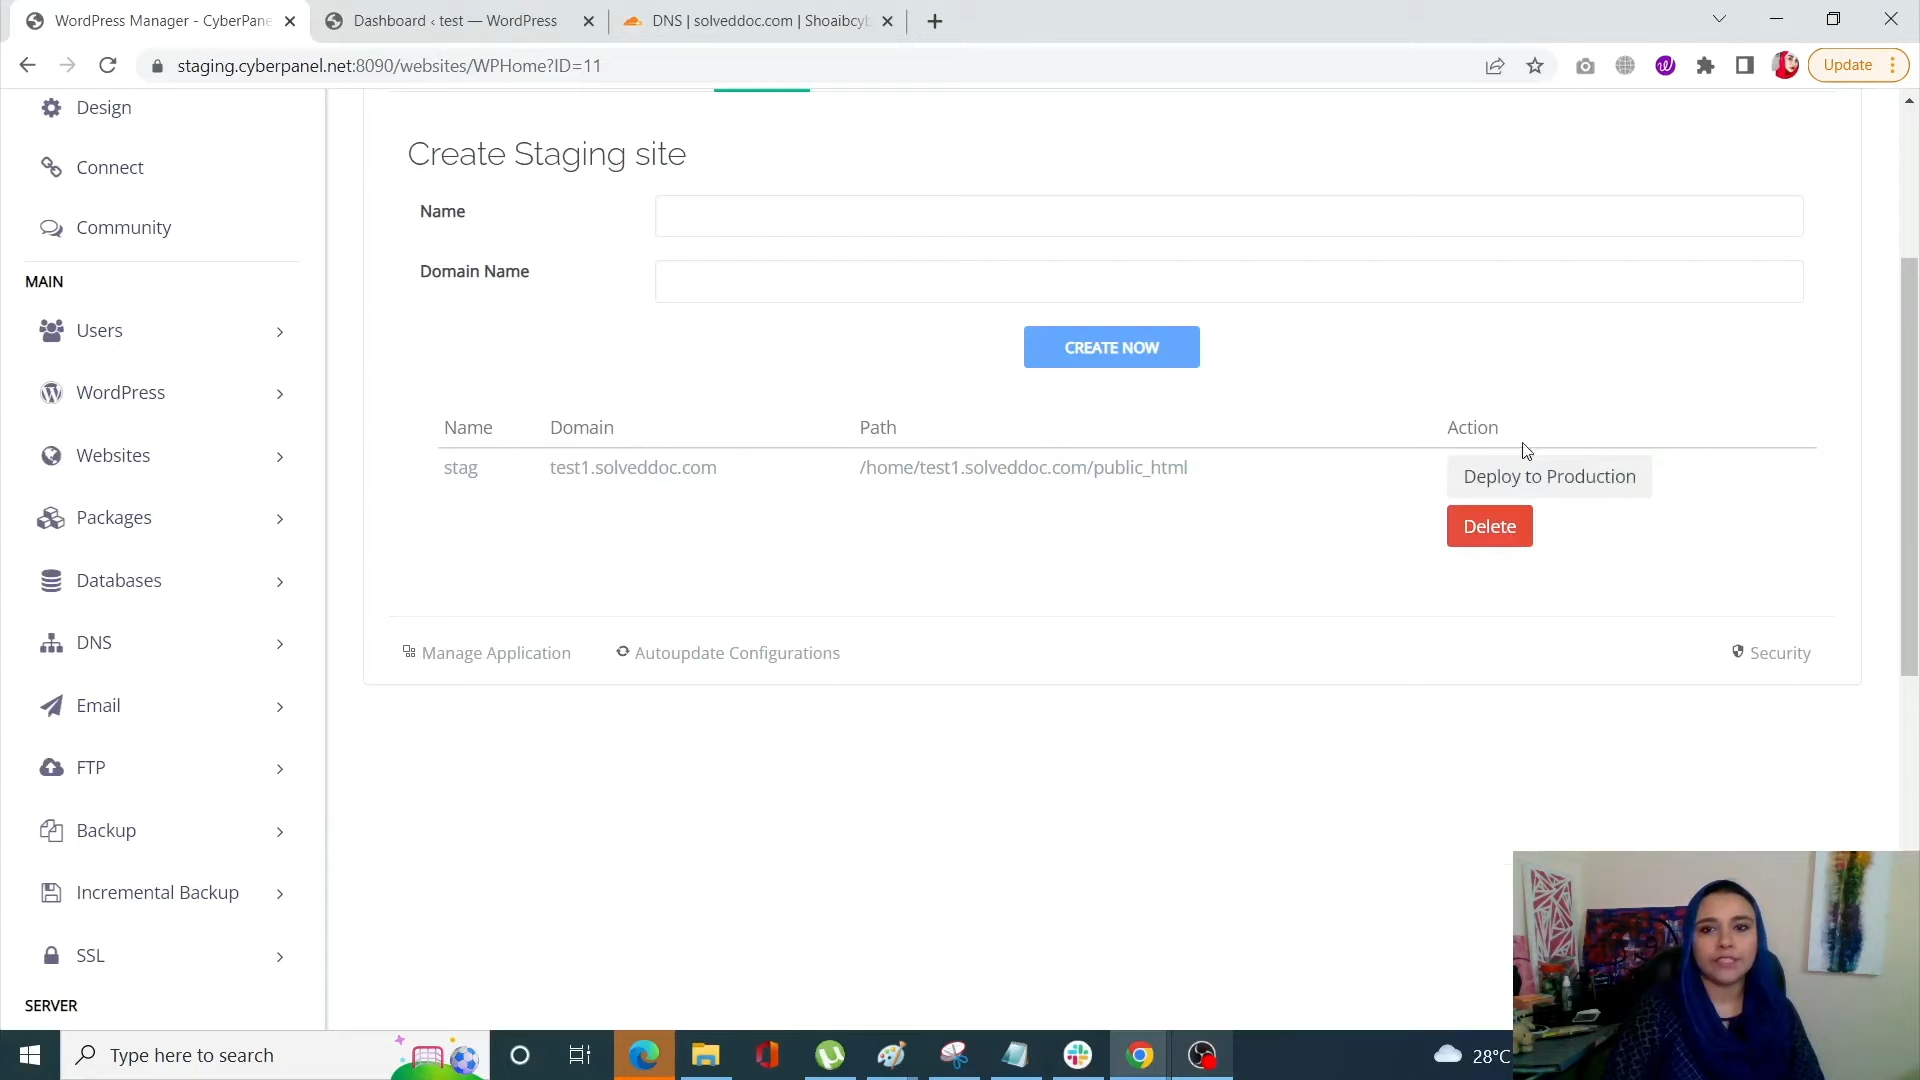 WordPress Manager - CyberPane
Dashboard ‹ test — WordPress
DNS | solveddoc.com | Shoaibcyb
staging.cyberpanel.net:8090/websites/WPHome?ID=11
Update
Design
Connect
Community
MAIN
Users
WordPress
Websites
Packages
Databases
DNS
Email
FTP
Backup
Incremental Backup
SSL
SERVER
Create Staging site
Name
Domain Name
CREATE NOW
Name Domain Path Action
stag test1.solveddoc.com /home/test1.solveddoc.com/public_html Deploy to Production
Delete
Manage Application Autoupdate Configurations Security
Type here to search
28°C